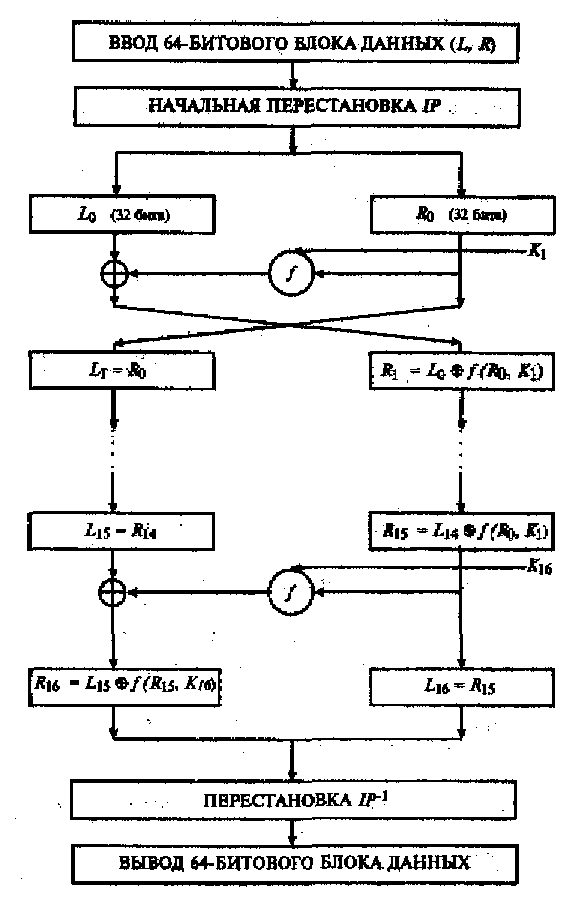 ВВОД 64-БИТОВОГО БЛОКА ДАННЫХ (L, R)
НАЧАЛЬНАЯ ПЕРЕСТАНОВКА IP
L0 (32 бита)
R0 (32 бита)
K1
f
L1 = R0
R1 = L0 ⊕ f(R0, K1)
L15 = R14
R15 = L14 ⊕ f(R0, K1)
K16
f
R16 = L15 ⊕ f(R15, K16)
L16 = R15
ПЕРЕСТАНОВКА IP-1
ВЫВОД 64-БИТОВОГО БЛОКА ДАННЫХ